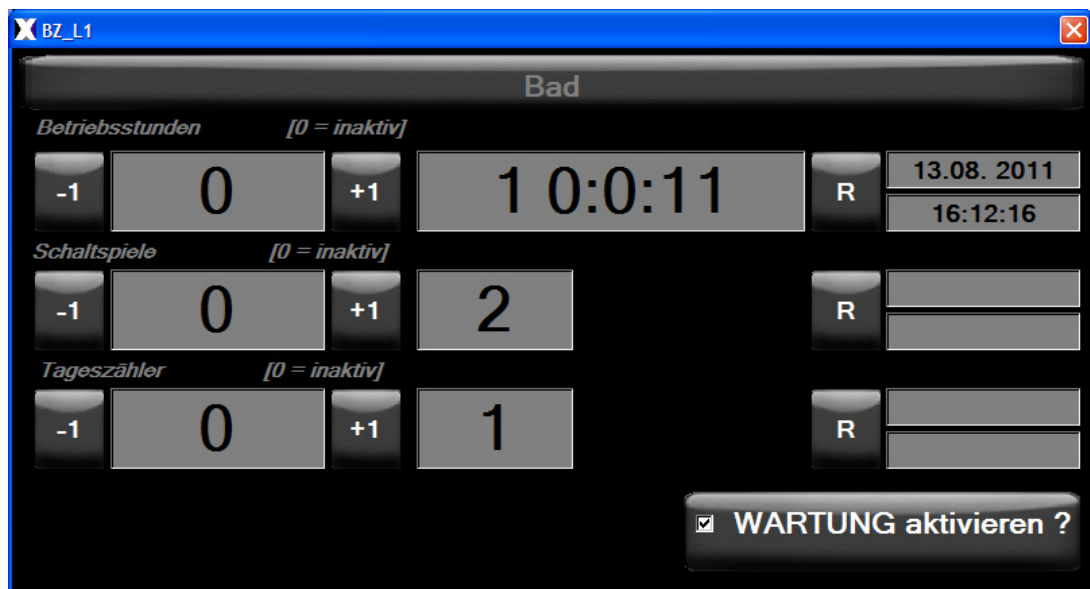 BZ_L1
Bad
Betriebsstunden [0 = inaktiv]
-1 0 +1 1 0:0:11 R 13.08. 2011
16:12:16
Schaltspiele [0 = inaktiv]
-1 0 +1 2 R
Tageszähler [0 = inaktiv]
-1 0 +1 1 R
WARTUNG aktivieren ?